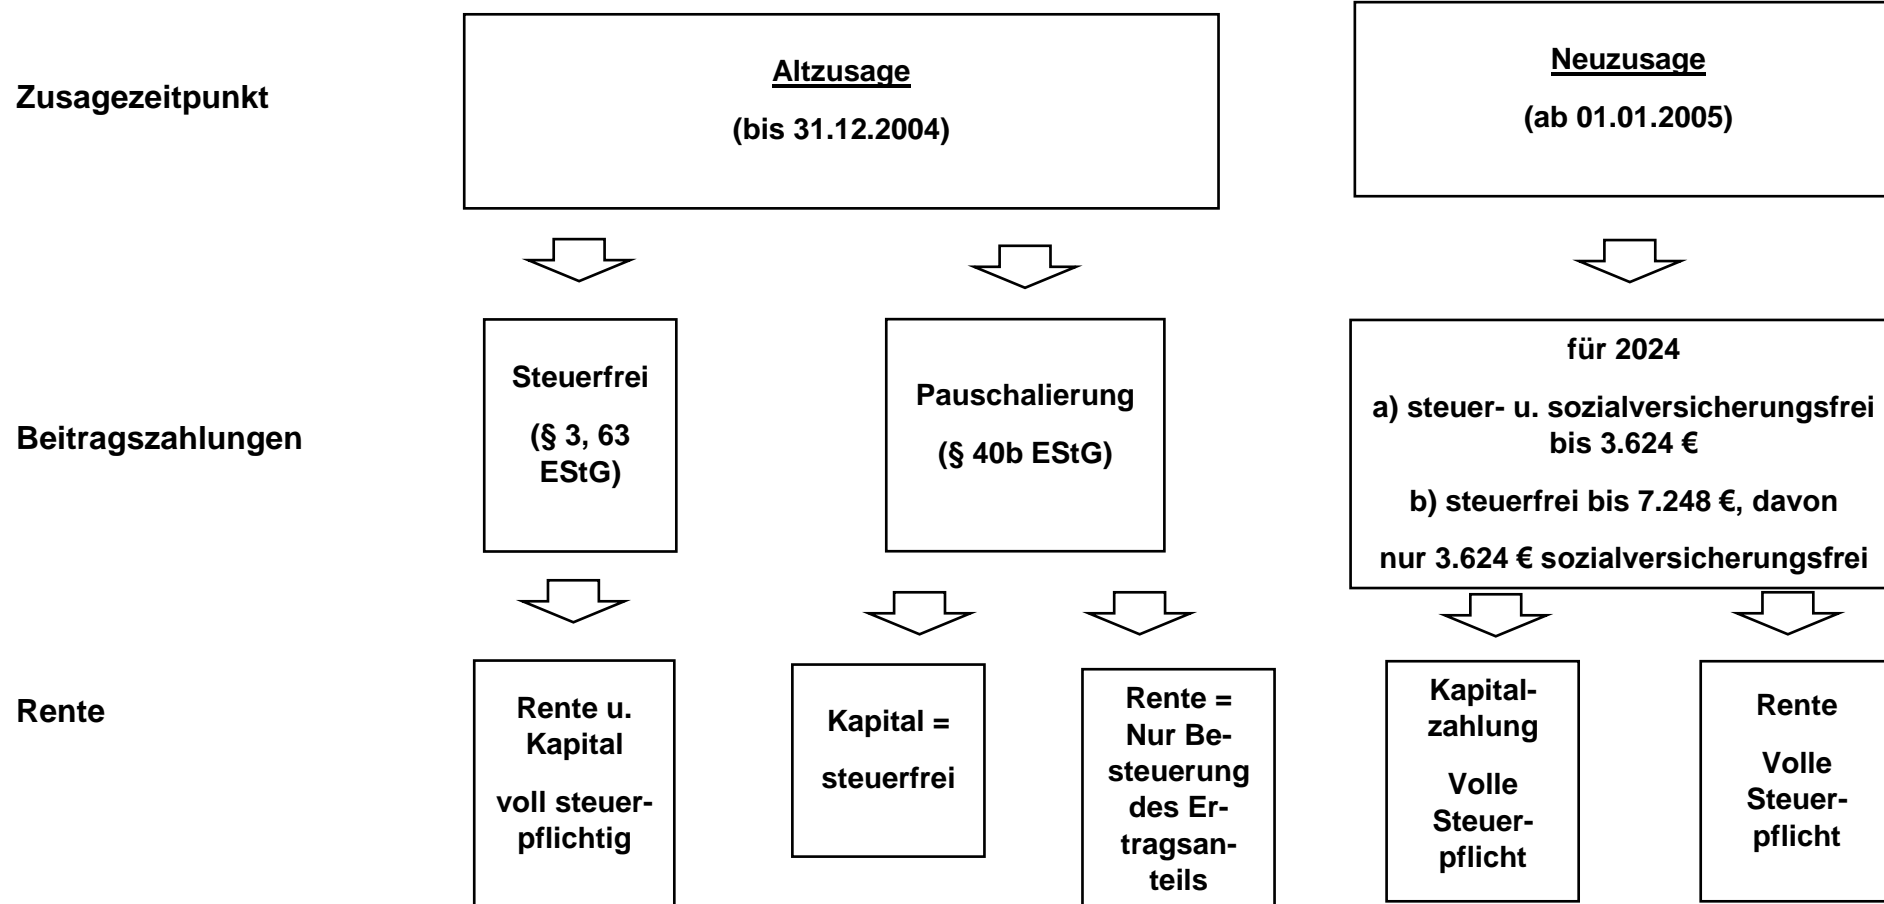 Zusagezeitpunkt
Altzusage
(bis 31.12.2004)
Neuzusage
(ab 01.01.2005)
Beitragszahlungen
Steuerfrei
(§ 3, 63
EStG)
Pauschalierung
(§ 40b EStG)
für 2024
a) steuer- u. sozialversicherungsfrei
bis 3.624 €
b) steuerfrei bis 7.248 €, davon
nur 3.624 € sozialversicherungsfrei
Rente
Rente u.
Kapital
voll steuer-
pflichtig
Kapital =
steuerfrei
Rente =
Nur Be-
steuerung
des Er-
tragsan-
teils
Kapital-
zahlung
Volle
Steuer-
pflicht
Rente
Volle
Steuer-
pflicht